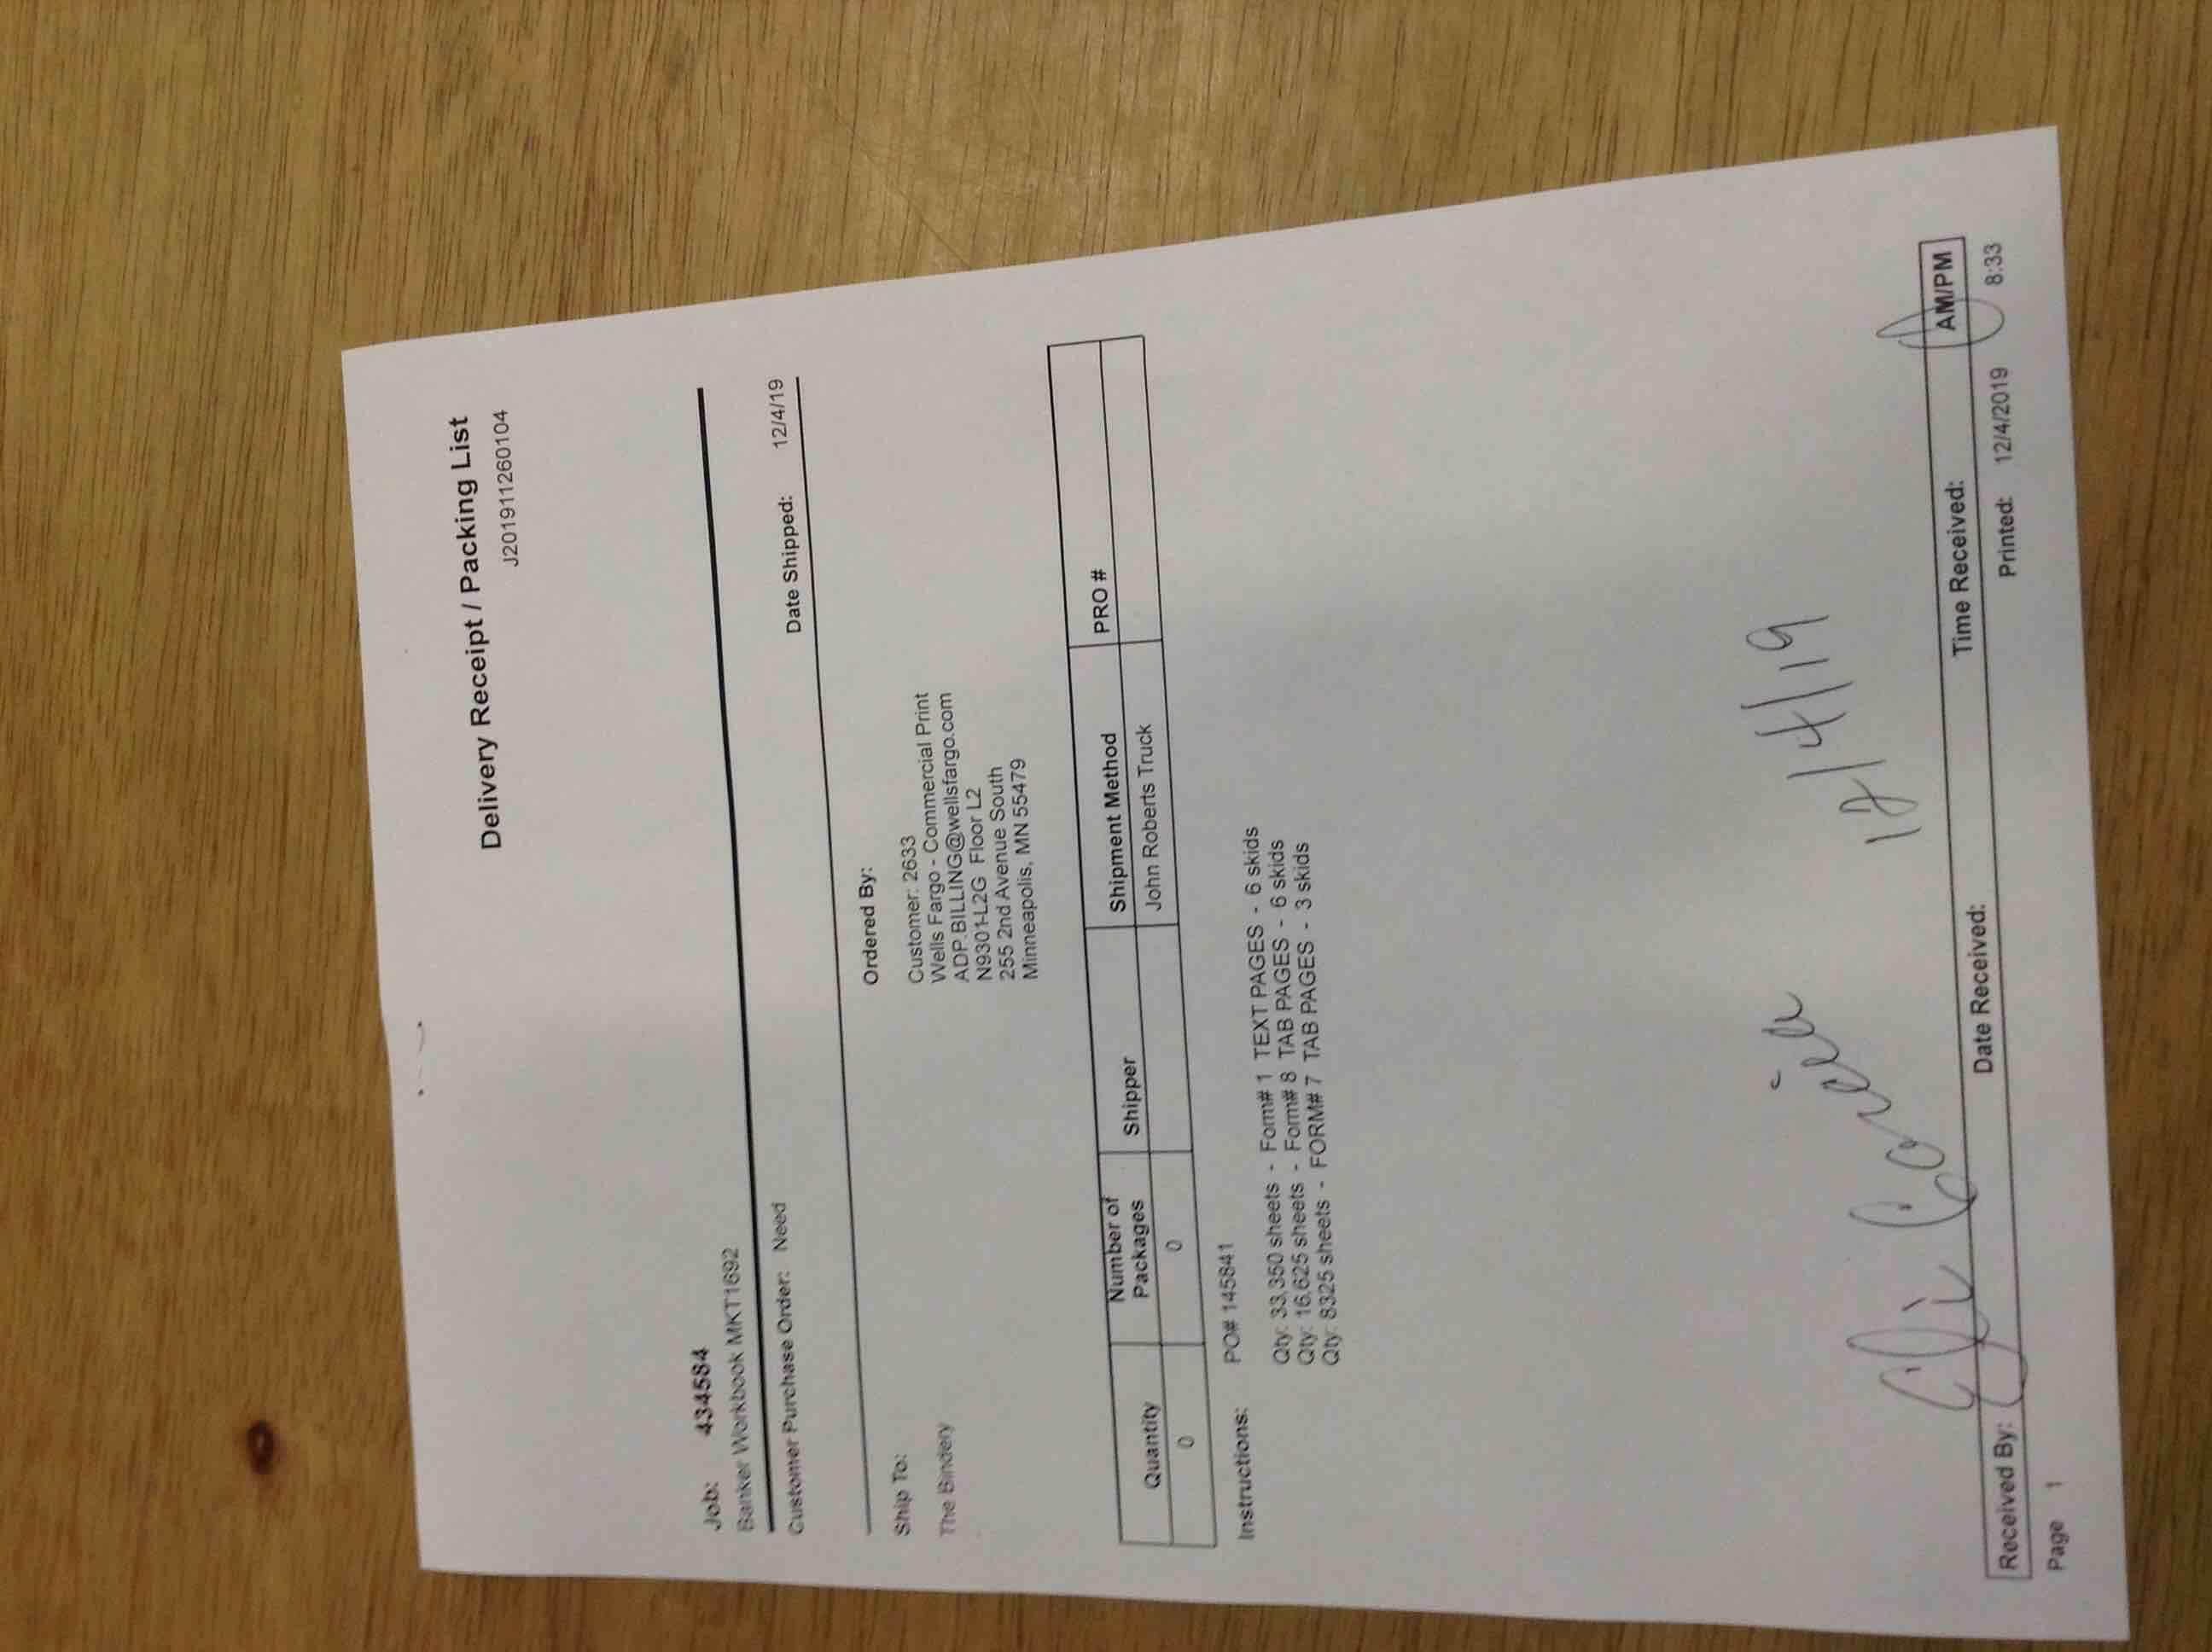 Delivery Receipt / Packing List
J201911260104
Job: 434584
Banker Workbook MKT1692
Customer Purchase Order: Need Date Shipped: 12/4/19
Ship To: Ordered By:
The Bindery
Customer: 2633
Wells Fargo - Commercial Print
ADP.BILLING@wellsfargo.com
N9301-L2G Floor L2
255 2nd Avenue South
Minneapolis, MN 55479
Quantity Number of Packages Shipper Shipment Method PRO #
0 0 John Roberts Truck
Instructions: PO# 145841
Qty: 33,350 sheets - Form# 1 TEXT PAGES - 6 skids
Qty: 16,625 sheets - Form# 8 TAB PAGES - 6 skids
Qty: 8325 sheets - FORM# 7 TAB PAGES - 3 skids
12/4/19
Received By: Date Received: Time Received: AM/PM
Page 1 Printed: 12/4/2019 8:33